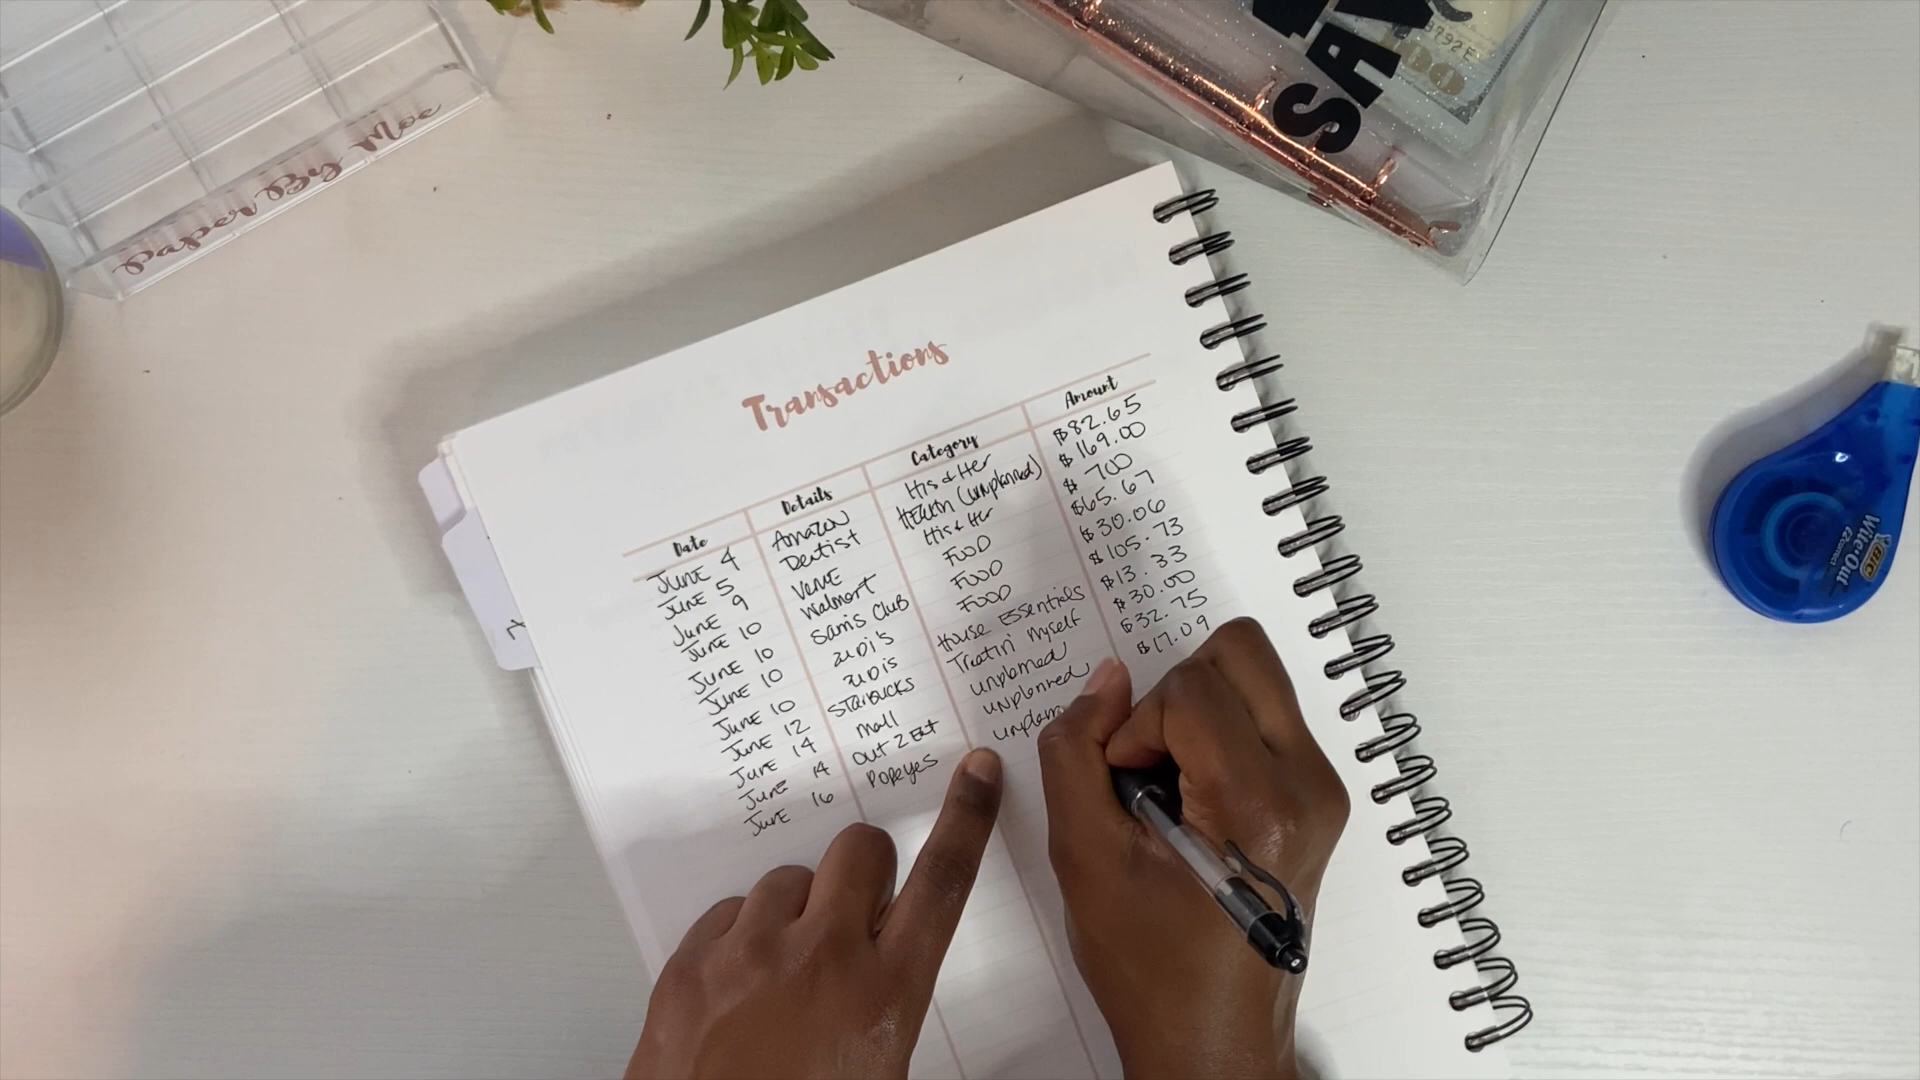 Paper By Moe
SAV
8792E
100
Transactions
Date Details Category Amount
JUNE 4 Amazon His & Her $82.65
JUNE 5 Dentist HEALTH (unplanned) $169.00
JUNE 9 Venue His & Her $700
JUNE 10 Walmart FOOD $65.67
JUNE 10 Sam's Club FOOD $30.06
JUNE 10 FOOD $105.73
JUNE 10 House Essentials $13.33
JUNE 12 STARBUCKS Treatin' Myself $30.00
JUNE 14 Mall unplanned $32.75
JUNE 14 OUT 2 EAT unplanned $17.09
JUNE 16 POPEYES
BIC
Wite-Out